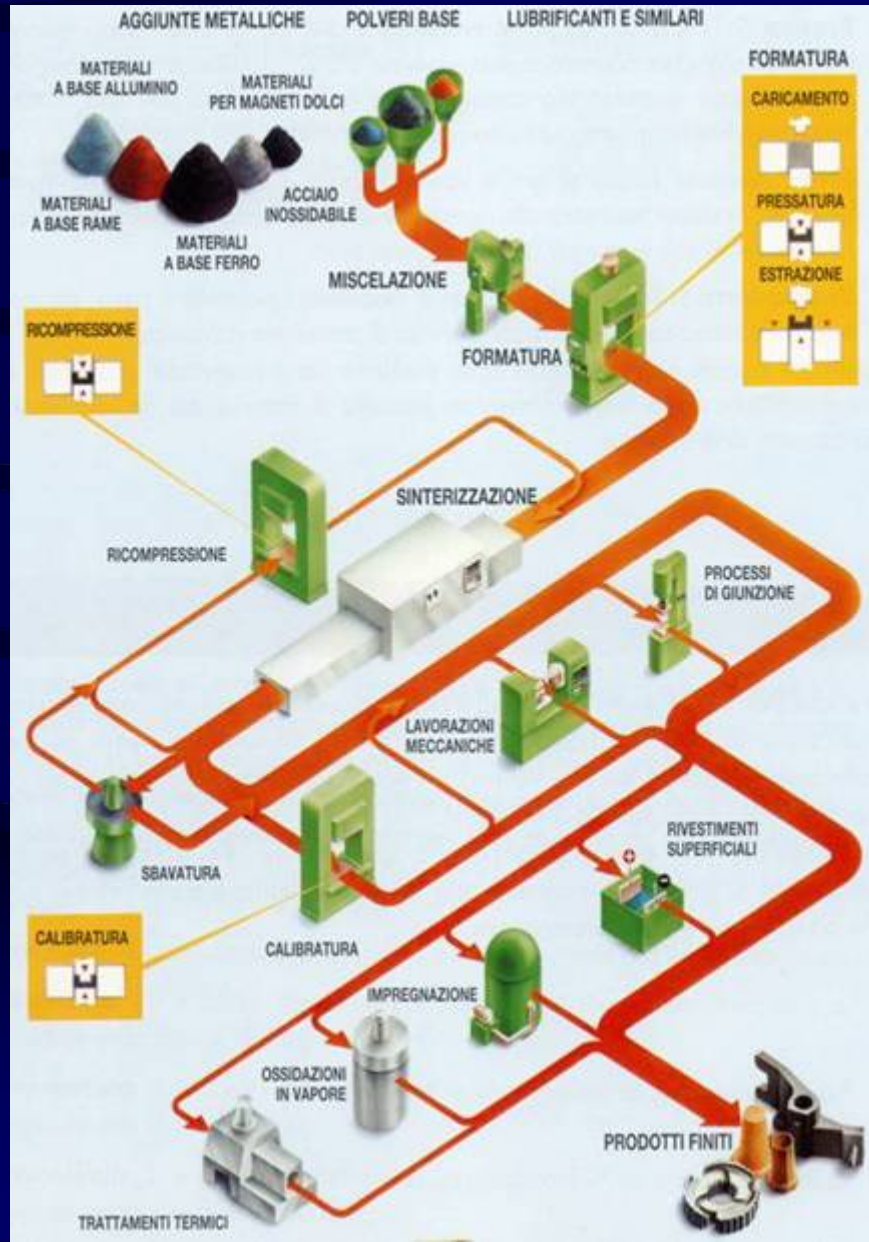 AGGIUNTE METALLICHE
POLVERI BASE
LUBRIFICANTI E SIMILARI
MATERIALI
A BASE ALLUMINIO
MATERIALI
PER MAGNETI DOLCI
MATERIALI
A BASE RAME
ACCIAIO
INOSSIDABILE
MATERIALI
A BASE FERRO
FORMATURA
CARICAMENTO
PRESSATURA
ESTRAZIONE
MISCELAZIONE
FORMATURA
RICOMPRESSIONE
SINTERIZZAZIONE
RICOMPRESSIONE
PROCESSI
DI GIUNZIONE
LAVORAZIONI
MECCANICHE
SBAVATURA
RIVESTIMENTI
SUPERFICIALI
CALIBRATURA
CALIBRATURA
IMPREGNAZIONE
OSSIDAZIONI
IN VAPORE
PRODOTTI FINITI
TRATTAMENTI TERMICI